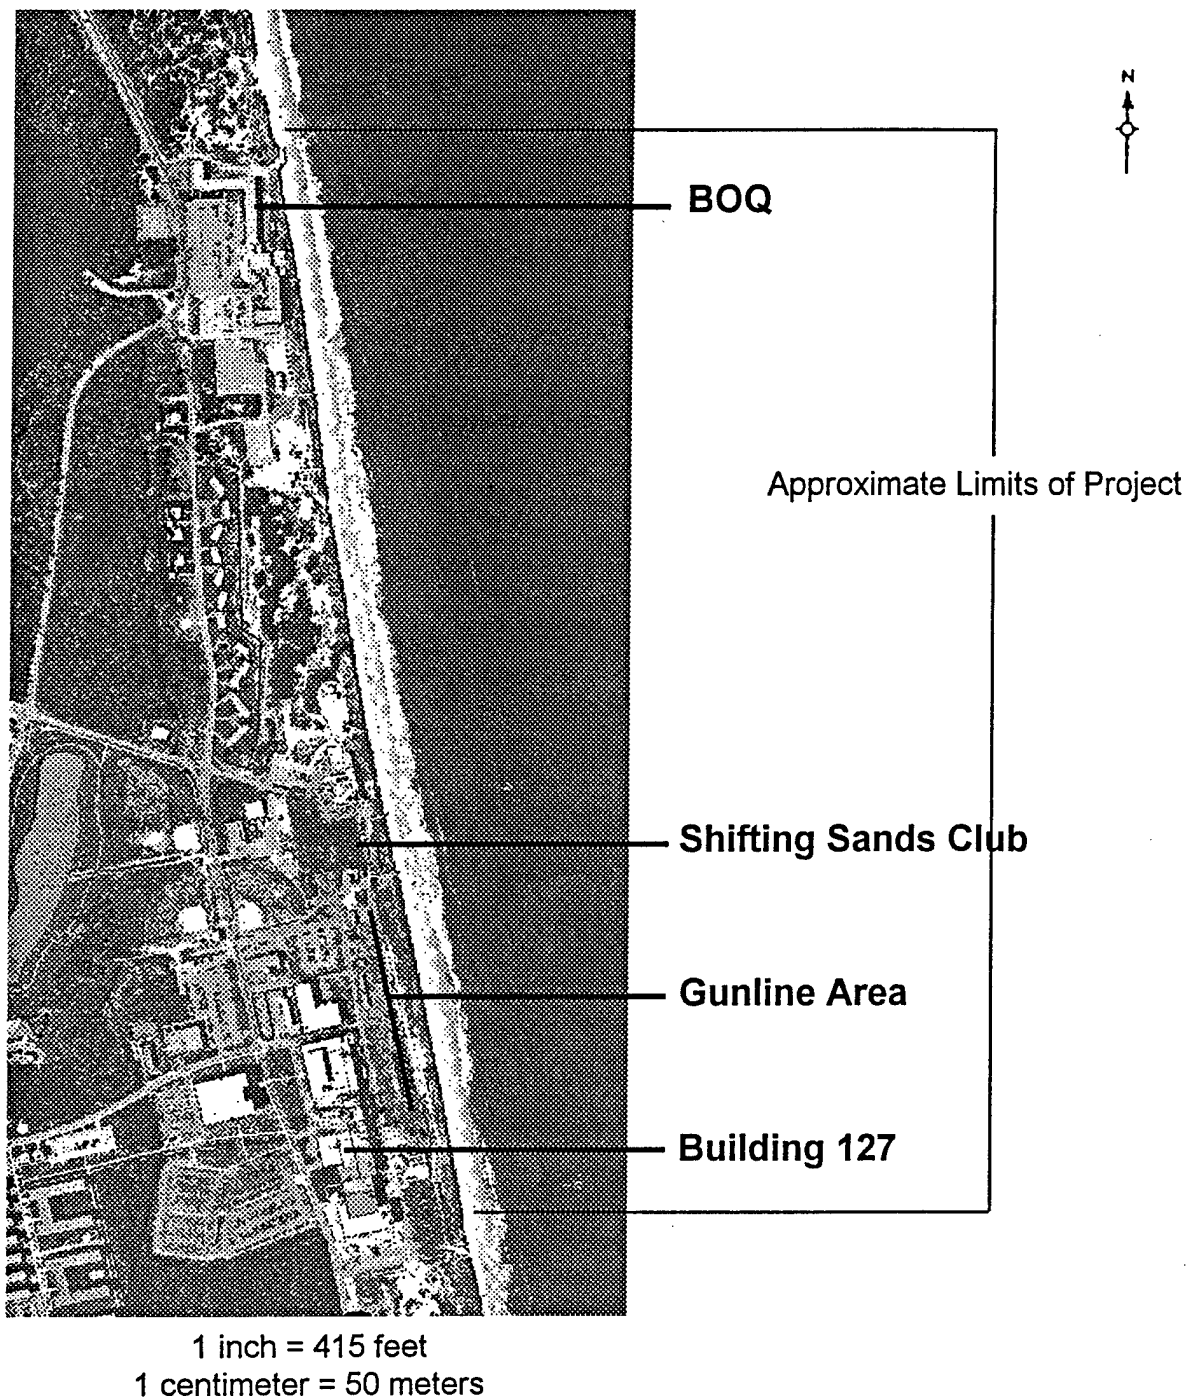 N
BOQ
Approximate Limits of Project
Shifting Sands Club
Gunline Area
Building 127
1 inch = 415 feet
1 centimeter = 50 meters